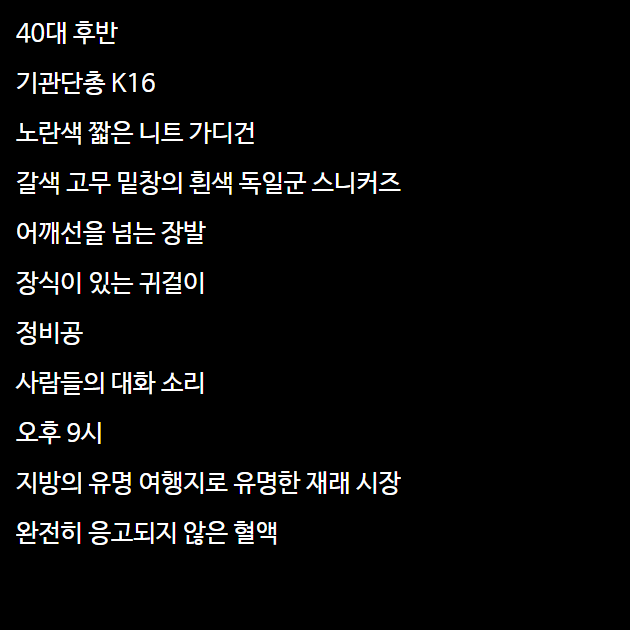 40대 후반
기관단총 K16
노란색 짧은 니트 가디건
갈색 고무 밑창의 흰색 독일군 스니커즈
어깨선을 넘는 장발
장식이 있는 귀걸이
정비공
사람들의 대화 소리
오후 9시
지방의 유명 여행지로 유명한 재래 시장
완전히 응고되지 않은 혈액